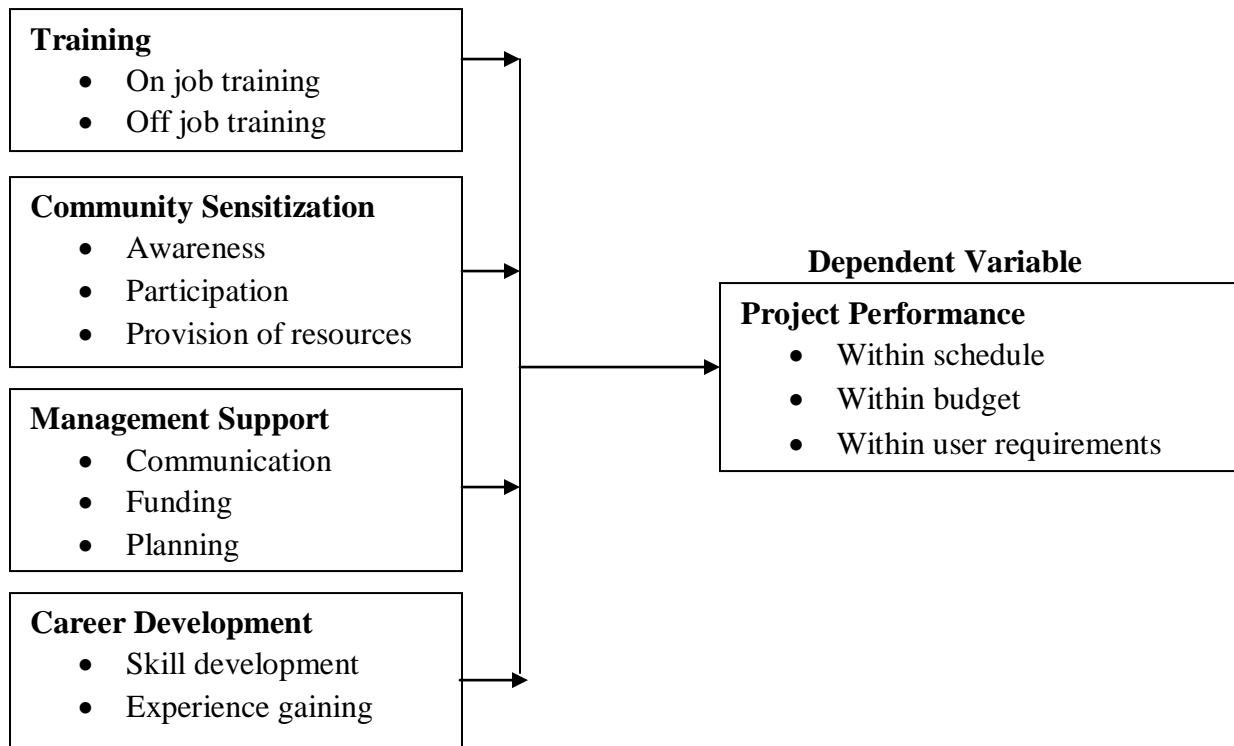 Training
• On job training
• Off job training
Community Sensitization
• Awareness
• Participation
• Provision of resources
Management Support
• Communication
• Funding
• Planning
Career Development
• Skill development
• Experience gaining
Dependent Variable
Project Performance
• Within schedule
• Within budget
• Within user requirements